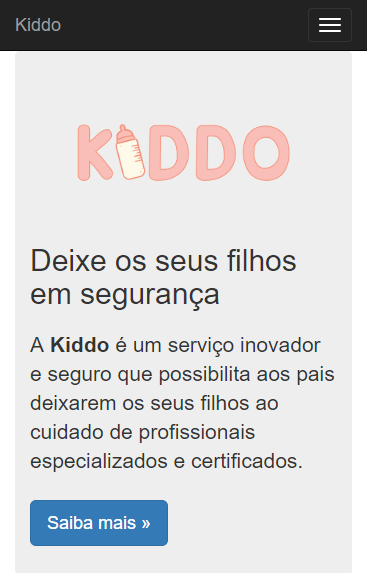 Kiddo
KIDDO
Deixe os seus filhos
em segurança
A Kiddo é um serviço inovador
e seguro que possibilita aos pais
deixarem os seus filhos ao
cuidado de profissionais
especializados e certificados.
Saiba mais »